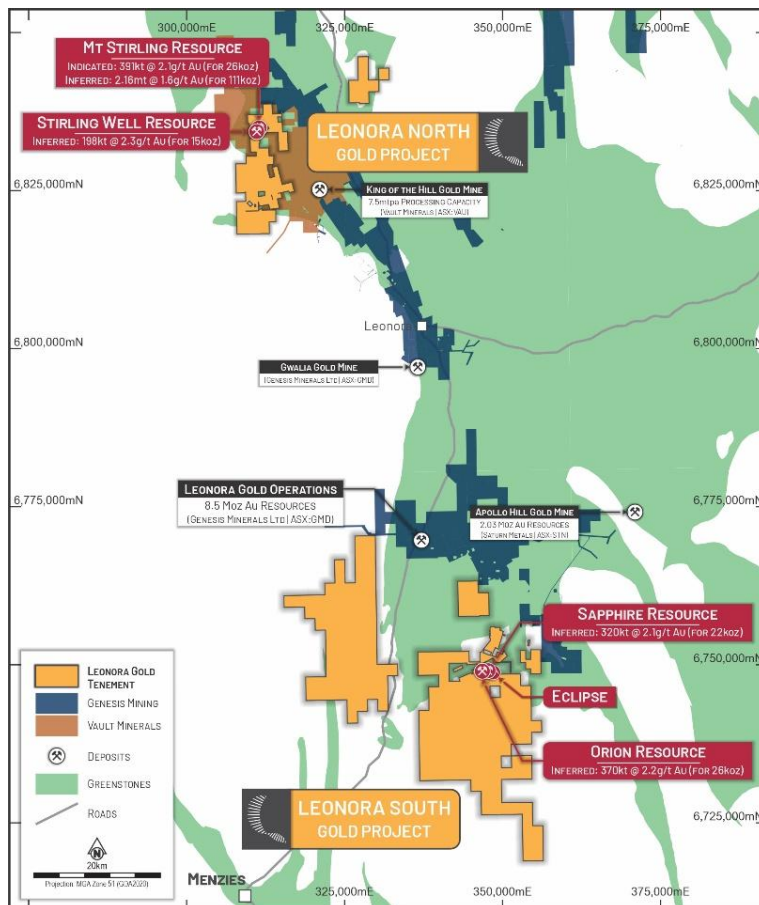 300,000mE 325,000mE 350,000mE 375,000mE
Mt Stirling Resource
Indicated: 391kt @ 2.1g/t Au (for 26koz)
Inferred: 2.16mt @ 1.6g/t Au (for 111koz)
Stirling Well Resource
Inferred: 198kt @ 2.3g/t Au (for 15koz)
LEONORA NORTH
GOLD PROJECT
6,825,000mN 6,825,000mN
King of the Hill Gold Mine
7.5mtpa Processing Capacity
(Vault Minerals | ASX:VAU)
Leonora
6,800,000mN 6,800,000mN
Gwalia Gold Mine
(Genesis Minerals Ltd | ASX:GMD)
6,775,000mN 6,775,000mN
Leonora Gold Operations
8.5 Moz Au Resources
(Genesis Minerals Ltd | ASX:GMD)
Apollo Hill Gold Mine
2.03 Moz Au Resources
(Saturn Metals | ASX:STN)
Sapphire Resource
Inferred: 320kt @ 2.1g/t Au (for 22koz)
6,750,000mN
Eclipse
Orion Resource
Inferred: 370kt @ 2.2g/t Au (for 26koz)
6,725,000mN
LEONORA SOUTH
GOLD PROJECT
Leonora Gold
Tenement
Genesis Mining
Vault Minerals
Deposits
Greenstones
Roads
N
20km
Projection: MGA Zone 51 (GDA2020)
Menzies
325,000mE 350,000mE 375,000mE